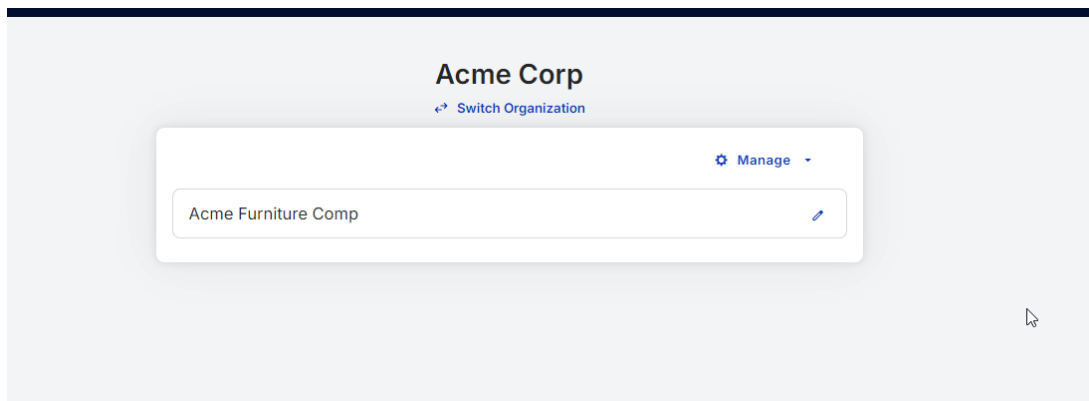 Acme Corp
Switch Organization
Manage
Acme Furniture Comp